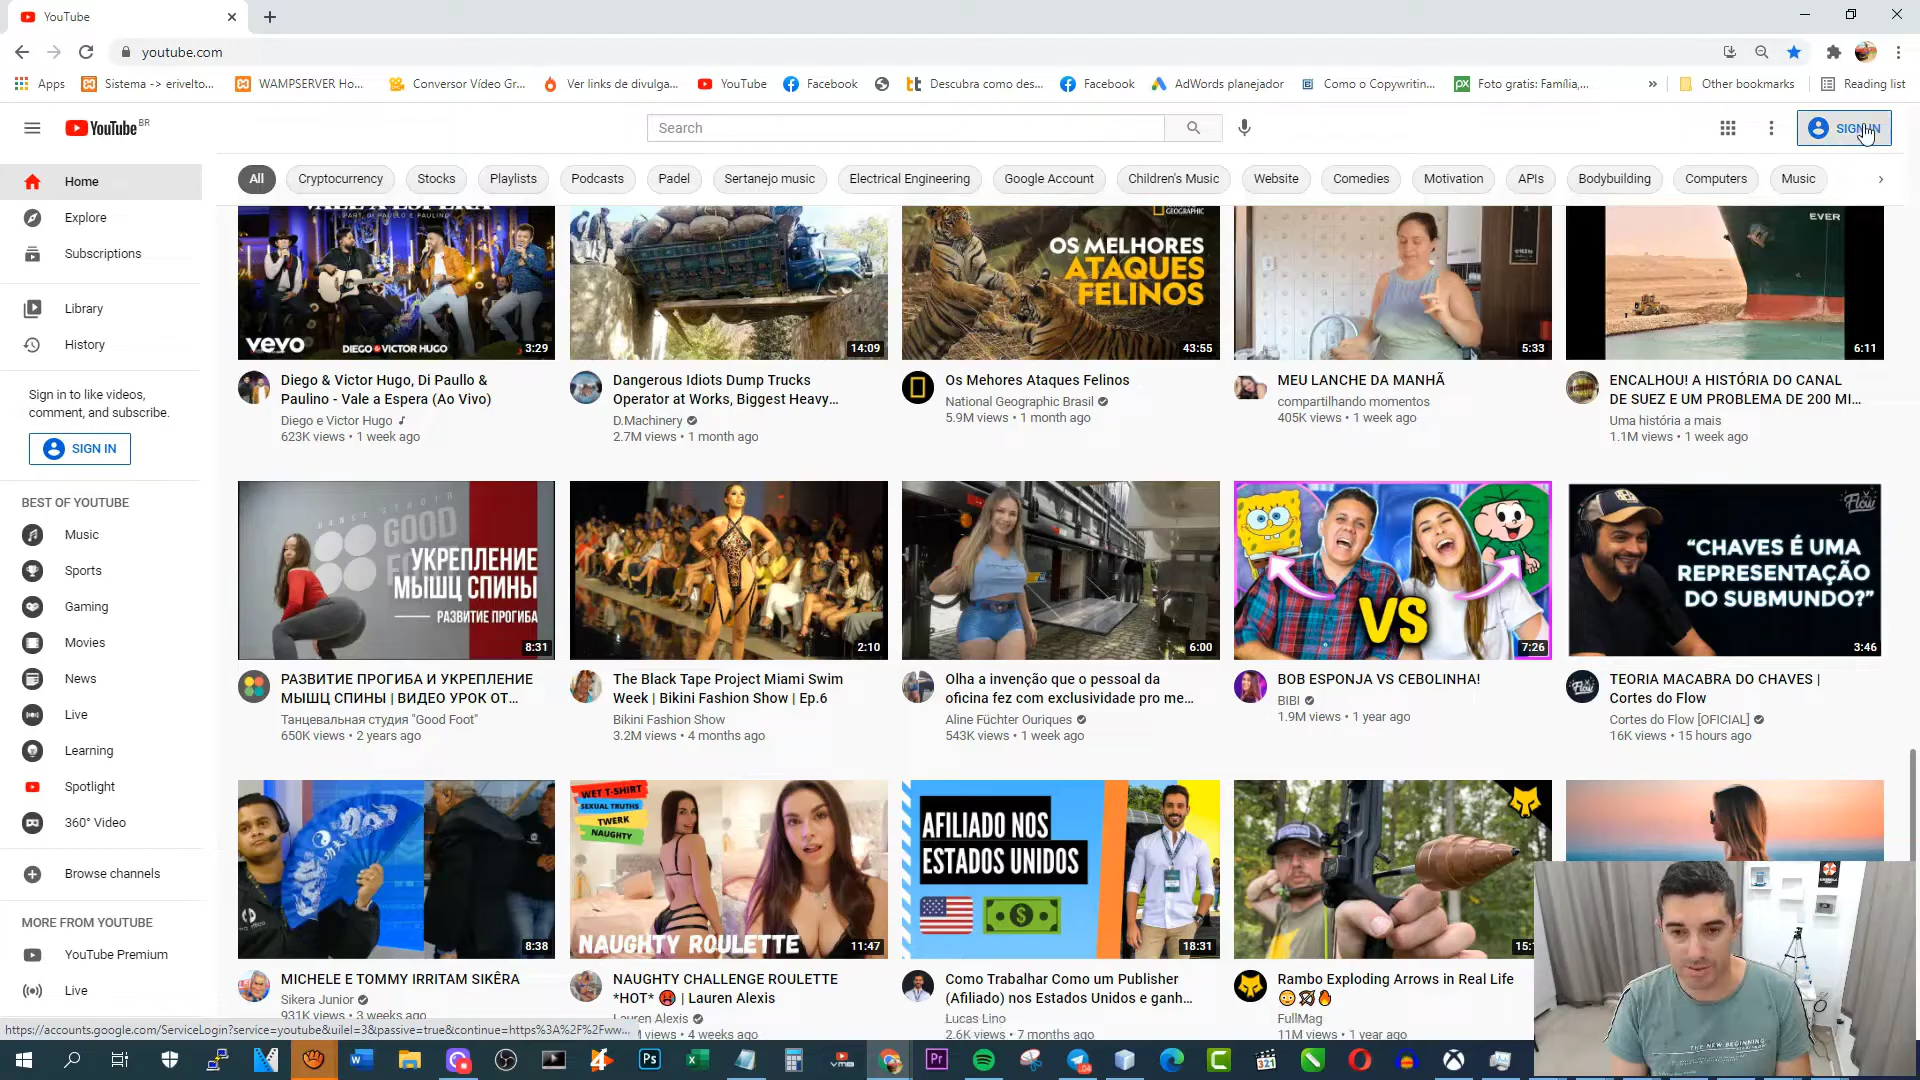 YouTube
youtube.com
Apps
Sistema -> erivelto...
WAMPSERVER Ho...
Conversor Vídeo Gr...
Ver links de divulga...
YouTube
Facebook
Descubra como des...
Facebook
AdWords planejador
Como o Copywritin...
Foto gratis: Família,...
»
Other bookmarks
Reading list
YouTube BR
Search
SIGN IN
Home
Explore
Subscriptions
Library
History
Sign in to like videos,
comment, and subscribe.
SIGN IN
BEST OF YOUTUBE
Music
Sports
Gaming
Movies
News
Live
Learning
Spotlight
360° Video
Browse channels
MORE FROM YOUTUBE
YouTube Premium
Live
All
Cryptocurrency
Stocks
Playlists
Podcasts
Padel
Sertanejo music
Electrical Engineering
Google Account
Children's Music
Website
Comedies
Motivation
APIs
Bodybuilding
Computers
Music
PART. DI PAULLO E PAULINO
vevo
DIEGO & VICTOR HUGO
3:29
Diego & Victor Hugo, Di Paullo &
Paulino - Vale a Espera (Ao Vivo)
Diego e Victor Hugo
623K views • 1 week ago
14:09
Dangerous Idiots Dump Trucks
Operator at Works, Biggest Heavy...
D.Machinery
2.7M views • 1 month ago
GEOGRAPHIC
OS MELHORES
ATAQUES
FELINOS
43:55
Os Mehores Ataques Felinos
National Geographic Brasil
5.9M views • 1 month ago
5:33
MEU LANCHE DA MANHÃ
compartilhando momentos
405K views • 1 week ago
EVER
6:11
ENCALHOU! A HISTÓRIA DO CANAL
DE SUEZ E UM PROBLEMA DE 200 MI...
Uma história a mais
1.1M views • 1 week ago
DANCE STUDIO
GOOD
УКРЕПЛЕНИЕ
МЫШЦ СПИНЫ
РАЗВИТИЕ ПРОГИБА
8:31
РАЗВИТИЕ ПРОГИБА И УКРЕПЛЕНИЕ
МЫШЦ СПИНЫ | ВИДЕО УРОК ОТ...
Танцевальная студия "Good Foot"
650K views • 2 years ago
2:10
The Black Tape Project Miami Swim
Week | Bikini Fashion Show | Ep.6
Bikini Fashion Show
3.2M views • 4 months ago
6:00
Olha a invenção que o pessoal da
oficina fez com exclusividade pro me...
Aline Füchter Ouriques
543K views • 1 week ago
VS
7:26
BOB ESPONJA VS CEBOLINHA!
BIBI
1.9M views • 1 year ago
Flow
"CHAVES É UMA
REPRESENTAÇÃO
DO SUBMUNDO?"
3:46
TEORIA MACABRA DO CHAVES |
Cortes do Flow
Cortes do Flow [OFICIAL]
16K views • 15 hours ago
8:38
MICHELE E TOMMY IRRITAM SIKÊRA
Sikera Junior
931K views • 3 weeks ago
WET T-SHIRT
SEXUAL TRUTHS
TWERK
NAUGHTY
NAUGHTY ROULETTE
11:47
NAUGHTY CHALLENGE ROULETTE
*HOT* 🥵 | Lauren Alexis
Lauren Alexis
views • 4 weeks ago
AFILIADO NOS
ESTADOS UNIDOS
18:31
Como Trabalhar Como um Publisher
(Afiliado) nos Estados Unidos e ganh...
Lucas Lino
2.6K views • 7 months ago
Rambo Exploding Arrows in Real Life
😳🏹🔥
FullMag
11M views • 1 year ago
THE NEW BEGINNING
https://accounts.google.com/ServiceLogin?service=youtube&uilel=3&passive=true&continue=https%3A%2F%2Fww...